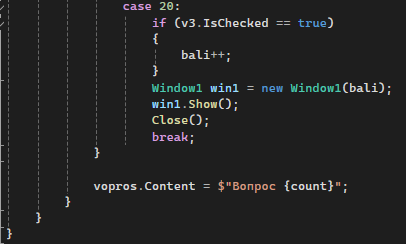 case 20:
if (v3.IsChecked == true)
{
bali++;
}
Window1 win1 = new Window1(bali);
win1.Show();
Close();
break;
}
vopros.Content = $"Вопрос {count}";
}
}
}